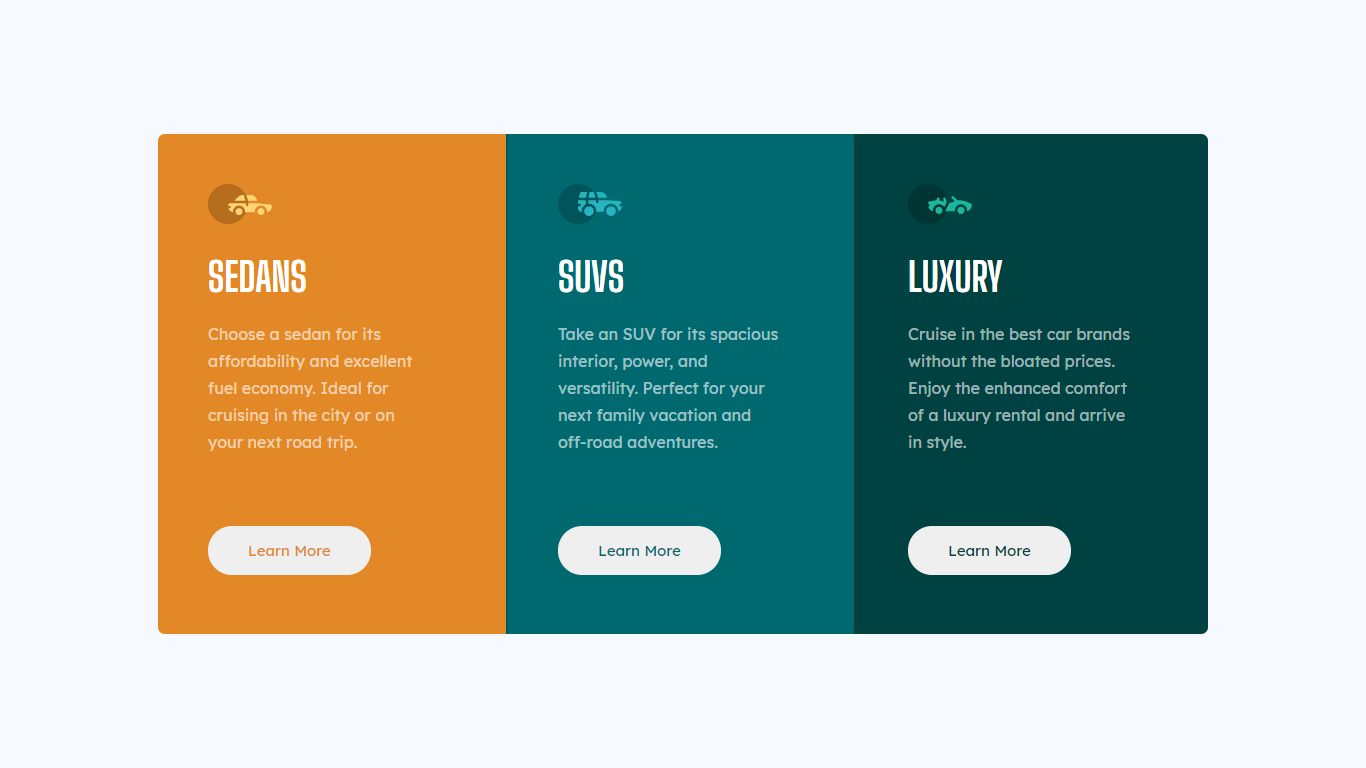 SEDANS
Choose a sedan for its
affordability and excellent
fuel economy. Ideal for
cruising in the city or on
your next road trip.
Learn More
SUVS
Take an SUV for its spacious
interior, power, and
versatility. Perfect for your
next family vacation and
off-road adventures.
Learn More
LUXURY
Cruise in the best car brands
without the bloated prices.
Enjoy the enhanced comfort
of a luxury rental and arrive
in style.
Learn More